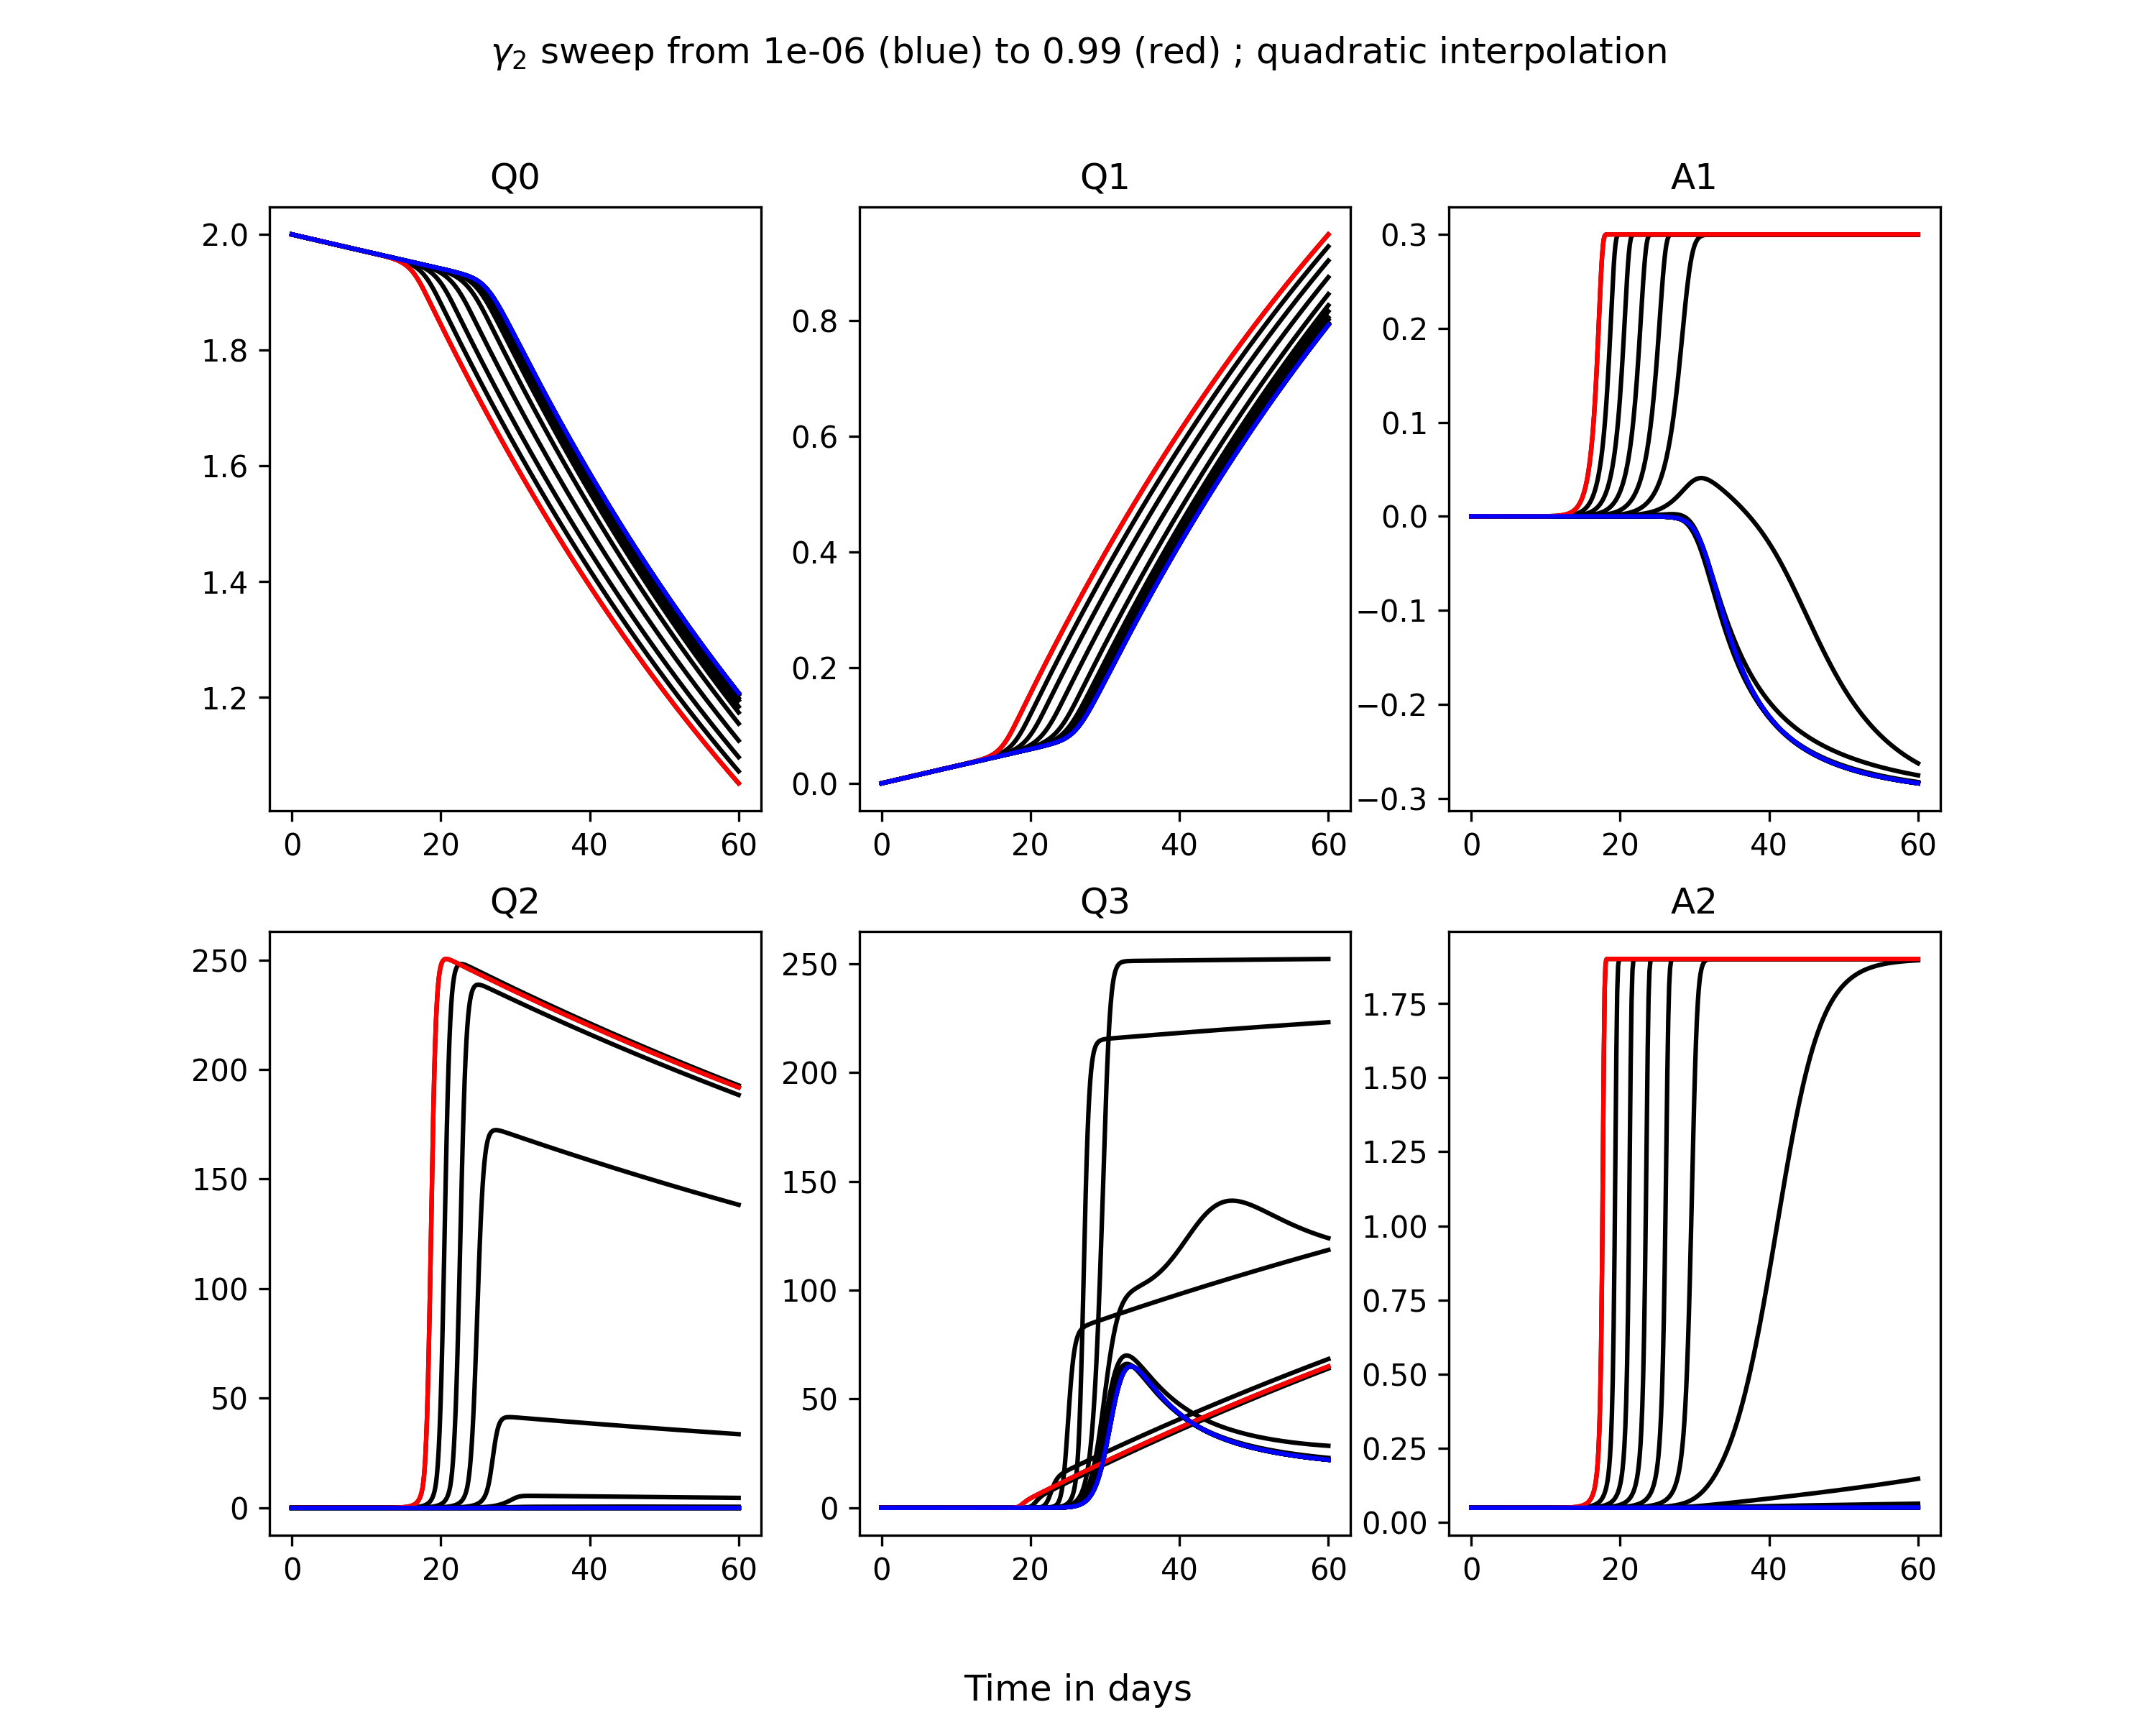 γ₂ sweep from 1e-06 (blue) to 0.99 (red) ; quadratic interpolation
Q0
2.0
1.8
1.6
1.4
1.2
0 20 40 60
Q1
0.8
0.6
0.4
0.2
0.0
0 20 40 60
A1
0.3
0.2
0.1
0.0
−0.1
−0.2
−0.3
0 20 40 60
Q2
250
200
150
100
50
0
0 20 40 60
Q3
250
200
150
100
50
0
0 20 40 60
A2
1.75
1.50
1.25
1.00
0.75
0.50
0.25
0.00
0 20 40 60
Time in days